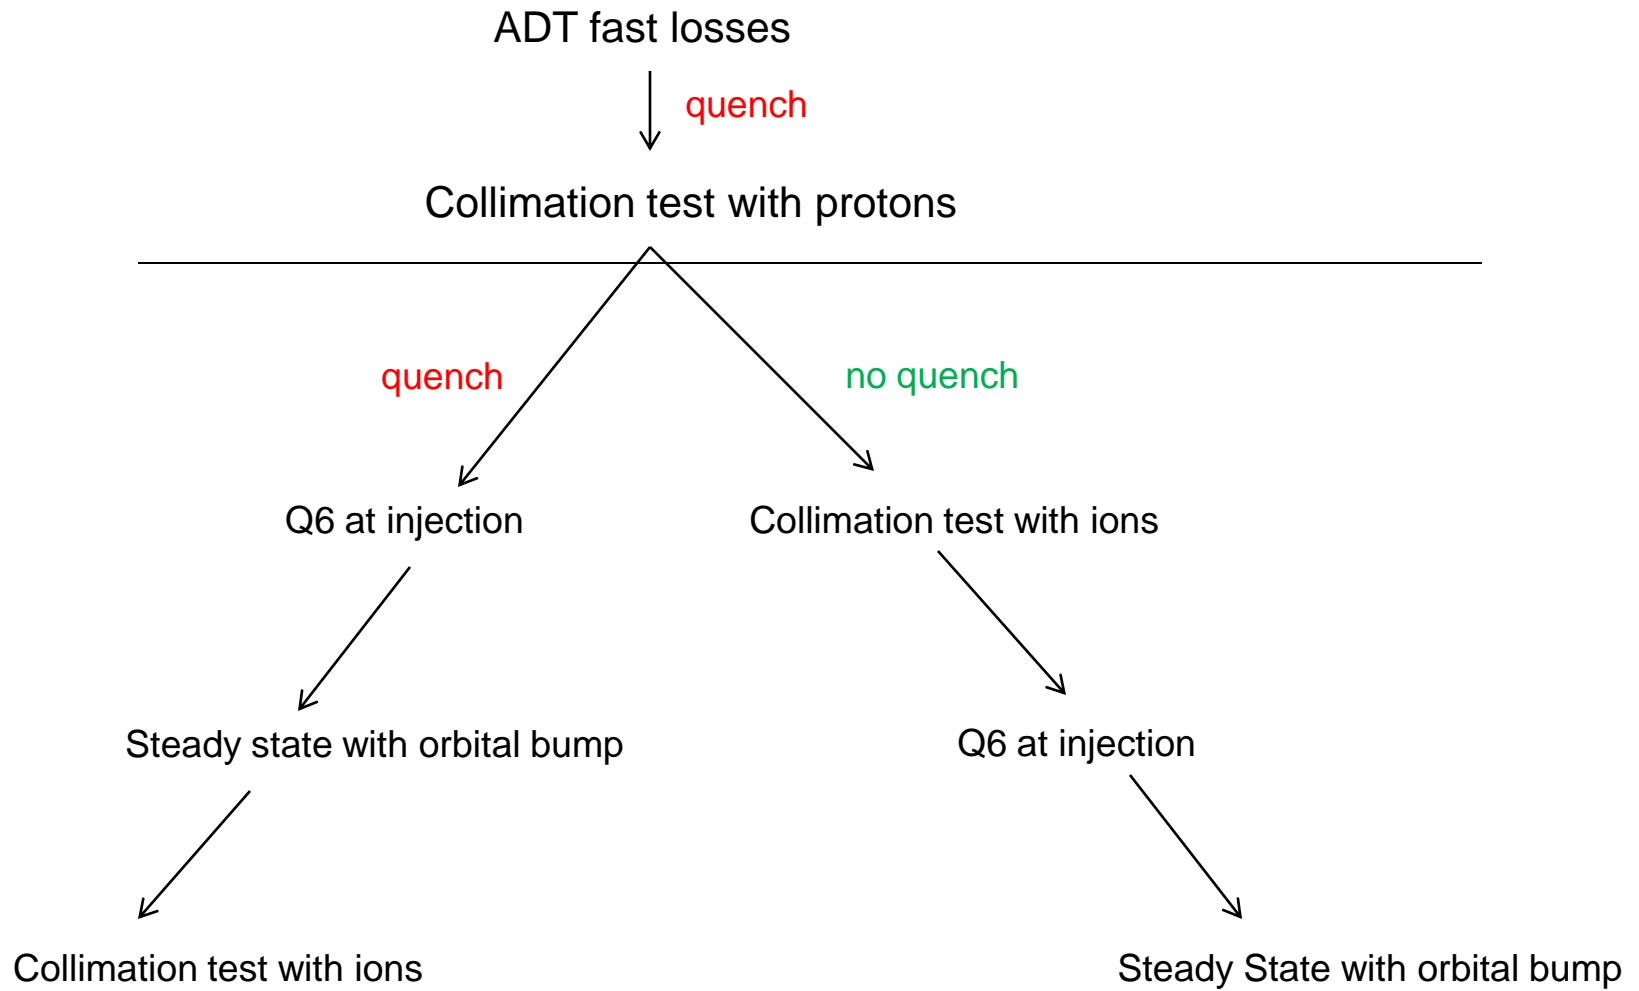 ADT fast losses
quench
Collimation test with protons
quench
no quench
Q6 at injection
Collimation test with ions
Steady state with orbital bump
Q6 at injection
Collimation test with ions
Steady State with orbital bump